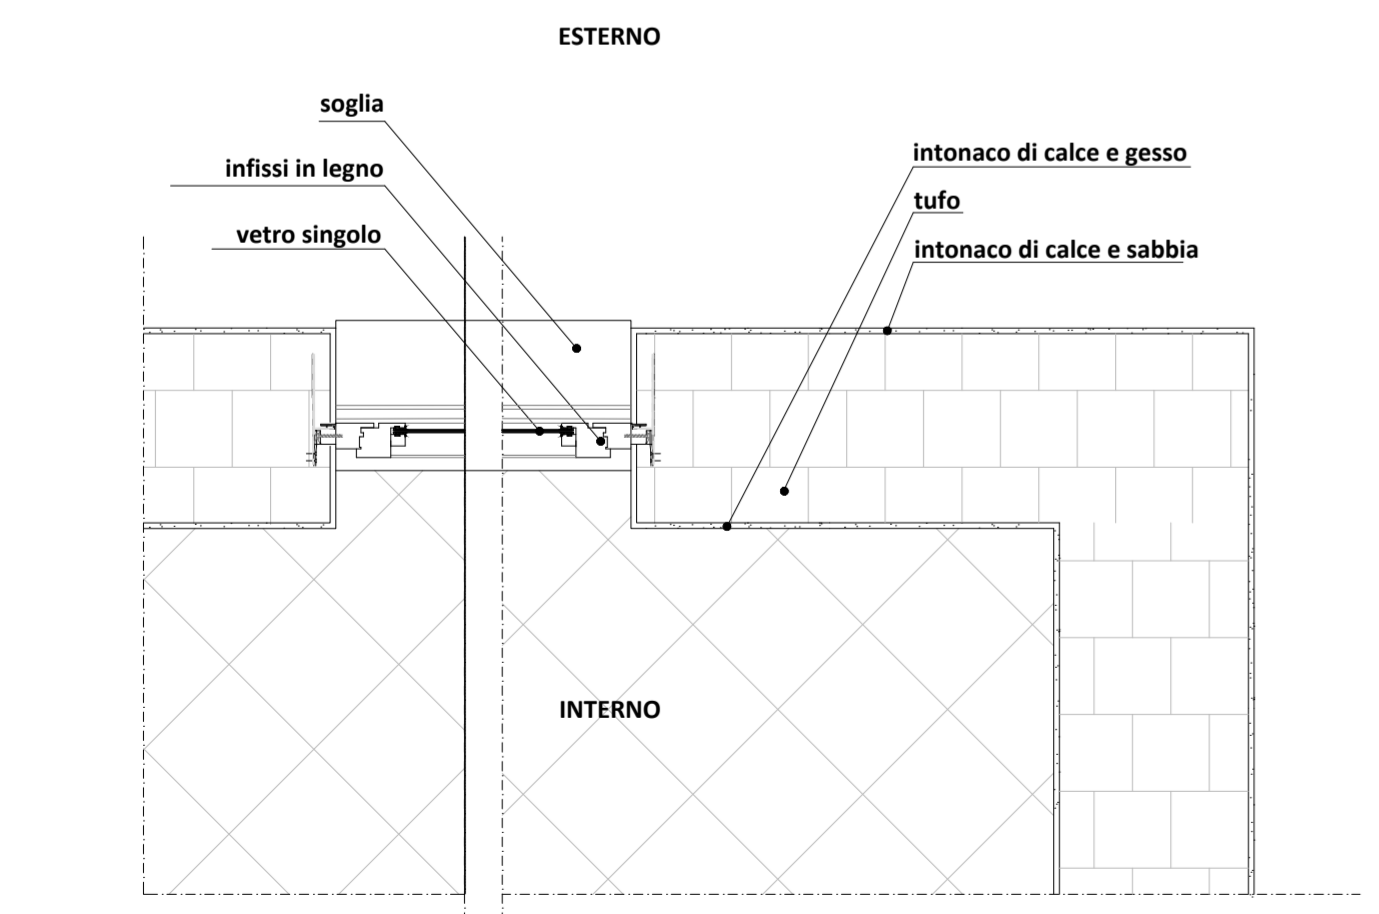 ESTERNO
soglia
infissi in legno
vetro singolo
intonaco di calce e gesso
tufo
intonaco di calce e sabbia
INTERNO